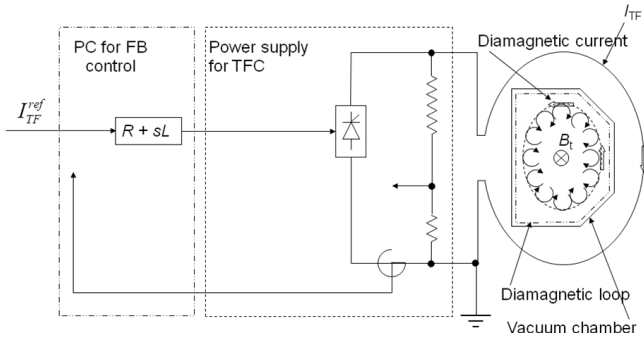 I_TF
PC for FB
control
Power supply
for TFC
Diamagnetic current
I_TF^ref
R + sL
B_t
Diamagnetic loop
Vacuum chamber